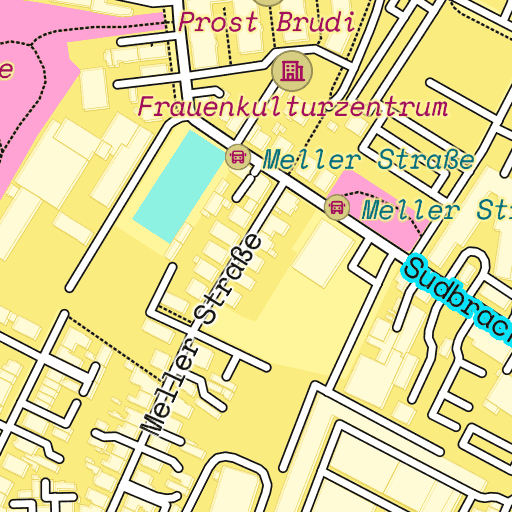 Prost Brudi
e
Frauenkulturzentrum
Meller Straße
Meller Str
Sudbrack
Meller-Straße